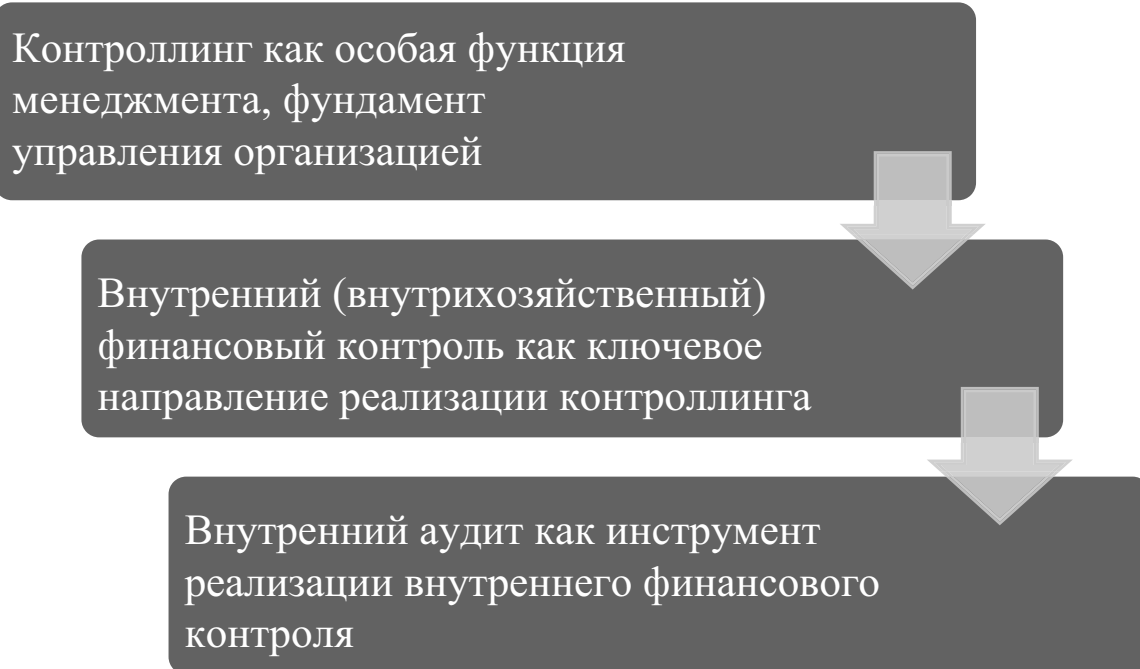 Контроллинг как особая функция
менеджмента, фундамент
управления организацией
Внутренний (внутрихозяйственный)
финансовый контроль как ключевое
направление реализации контроллинга
Внутренний аудит как инструмент
реализации внутреннего финансового
контроля